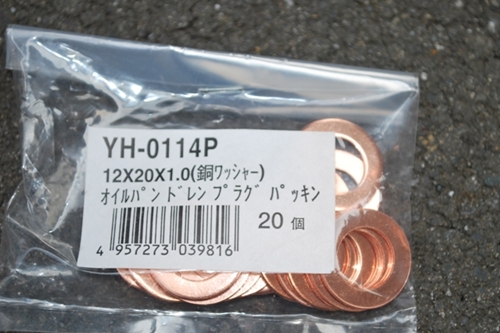 YH-0114P
12X20X1.0(銅ワッシャー)
オイルパンドレンプラグ パッキン
20 個
4 957273 039816